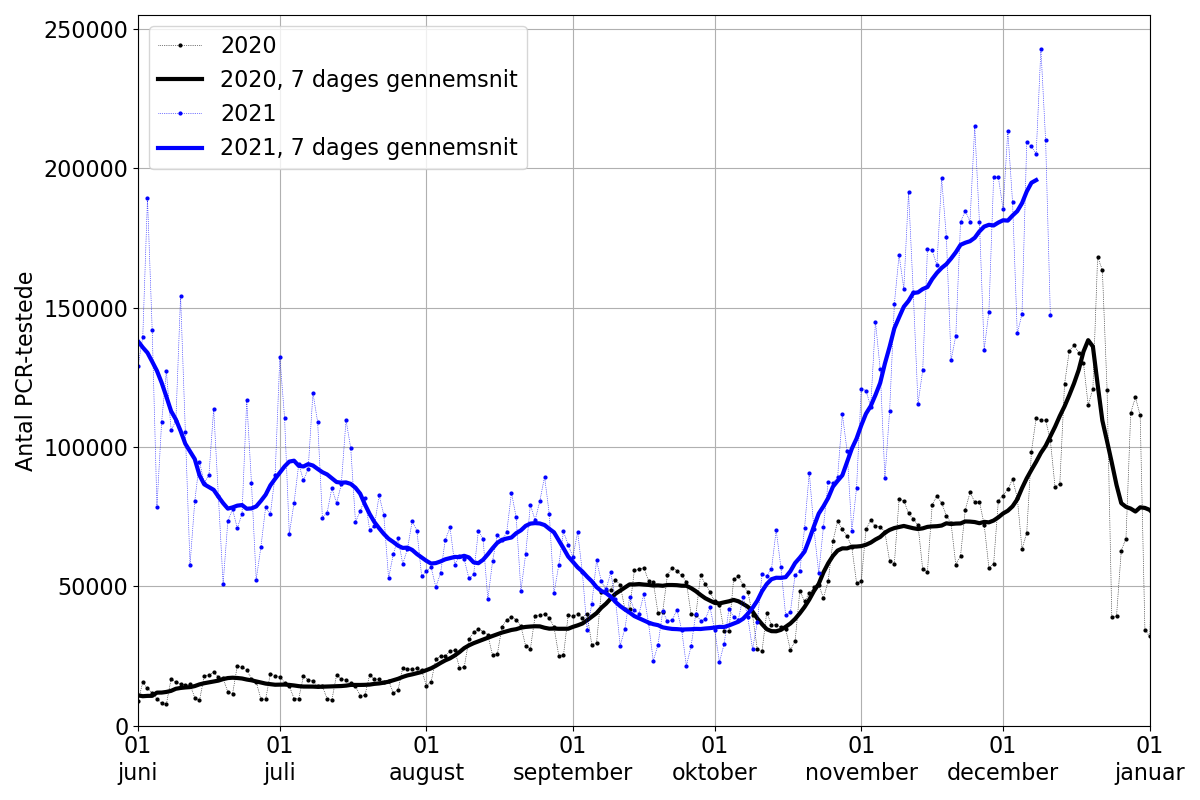 250000
200000
150000
100000
50000
0
Antal PCR-testede
2020
2020, 7 dages gennemsnit
2021
2021, 7 dages gennemsnit
01 01 01 01 01 01 01 01
juni juli august september oktober november december januar